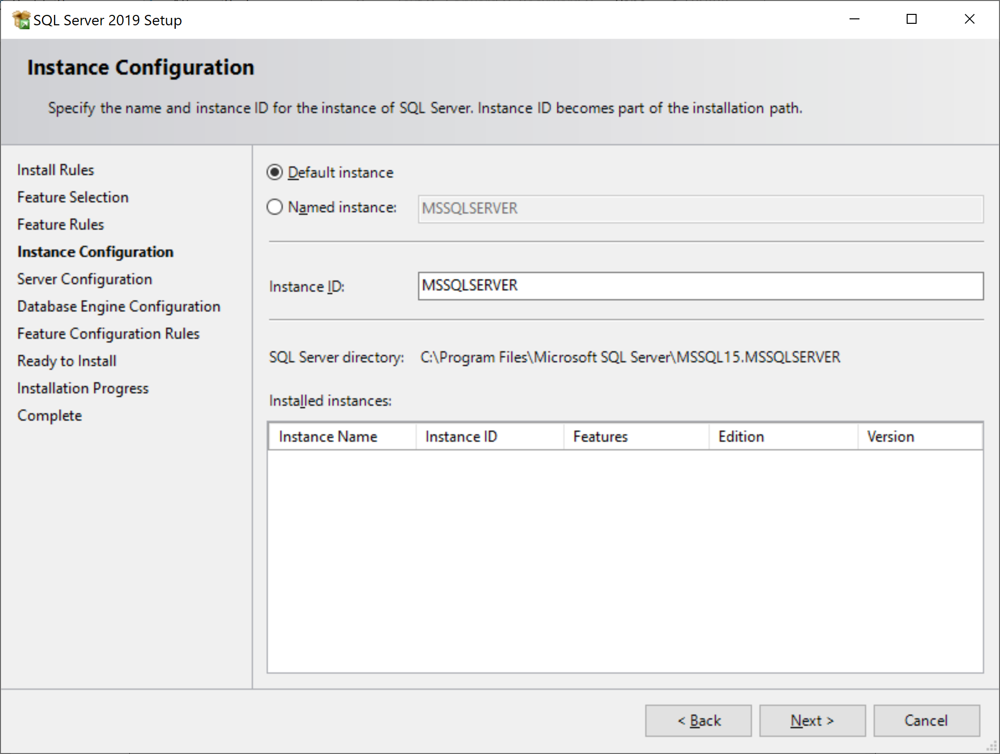 SQL Server 2019 Setup
Instance Configuration
Specify the name and instance ID for the instance of SQL Server. Instance ID becomes part of the installation path.
Install Rules
Feature Selection
Feature Rules
Instance Configuration
Server Configuration
Database Engine Configuration
Feature Configuration Rules
Ready to Install
Installation Progress
Complete
Default instance
Named instance: MSSQLSERVER
Instance ID: MSSQLSERVER
SQL Server directory: C:\Program Files\Microsoft SQL Server\MSSQL15.MSSQLSERVER
Installed instances:
Instance Name Instance ID Features Edition Version
< Back Next > Cancel